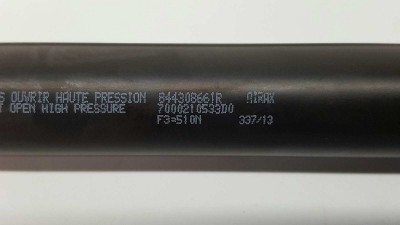 S OUVRIR HAUTE PRESSION 844308661R AIRAX
T OPEN HIGH PRESSURE 7000210533D0
F3=510N 337/13